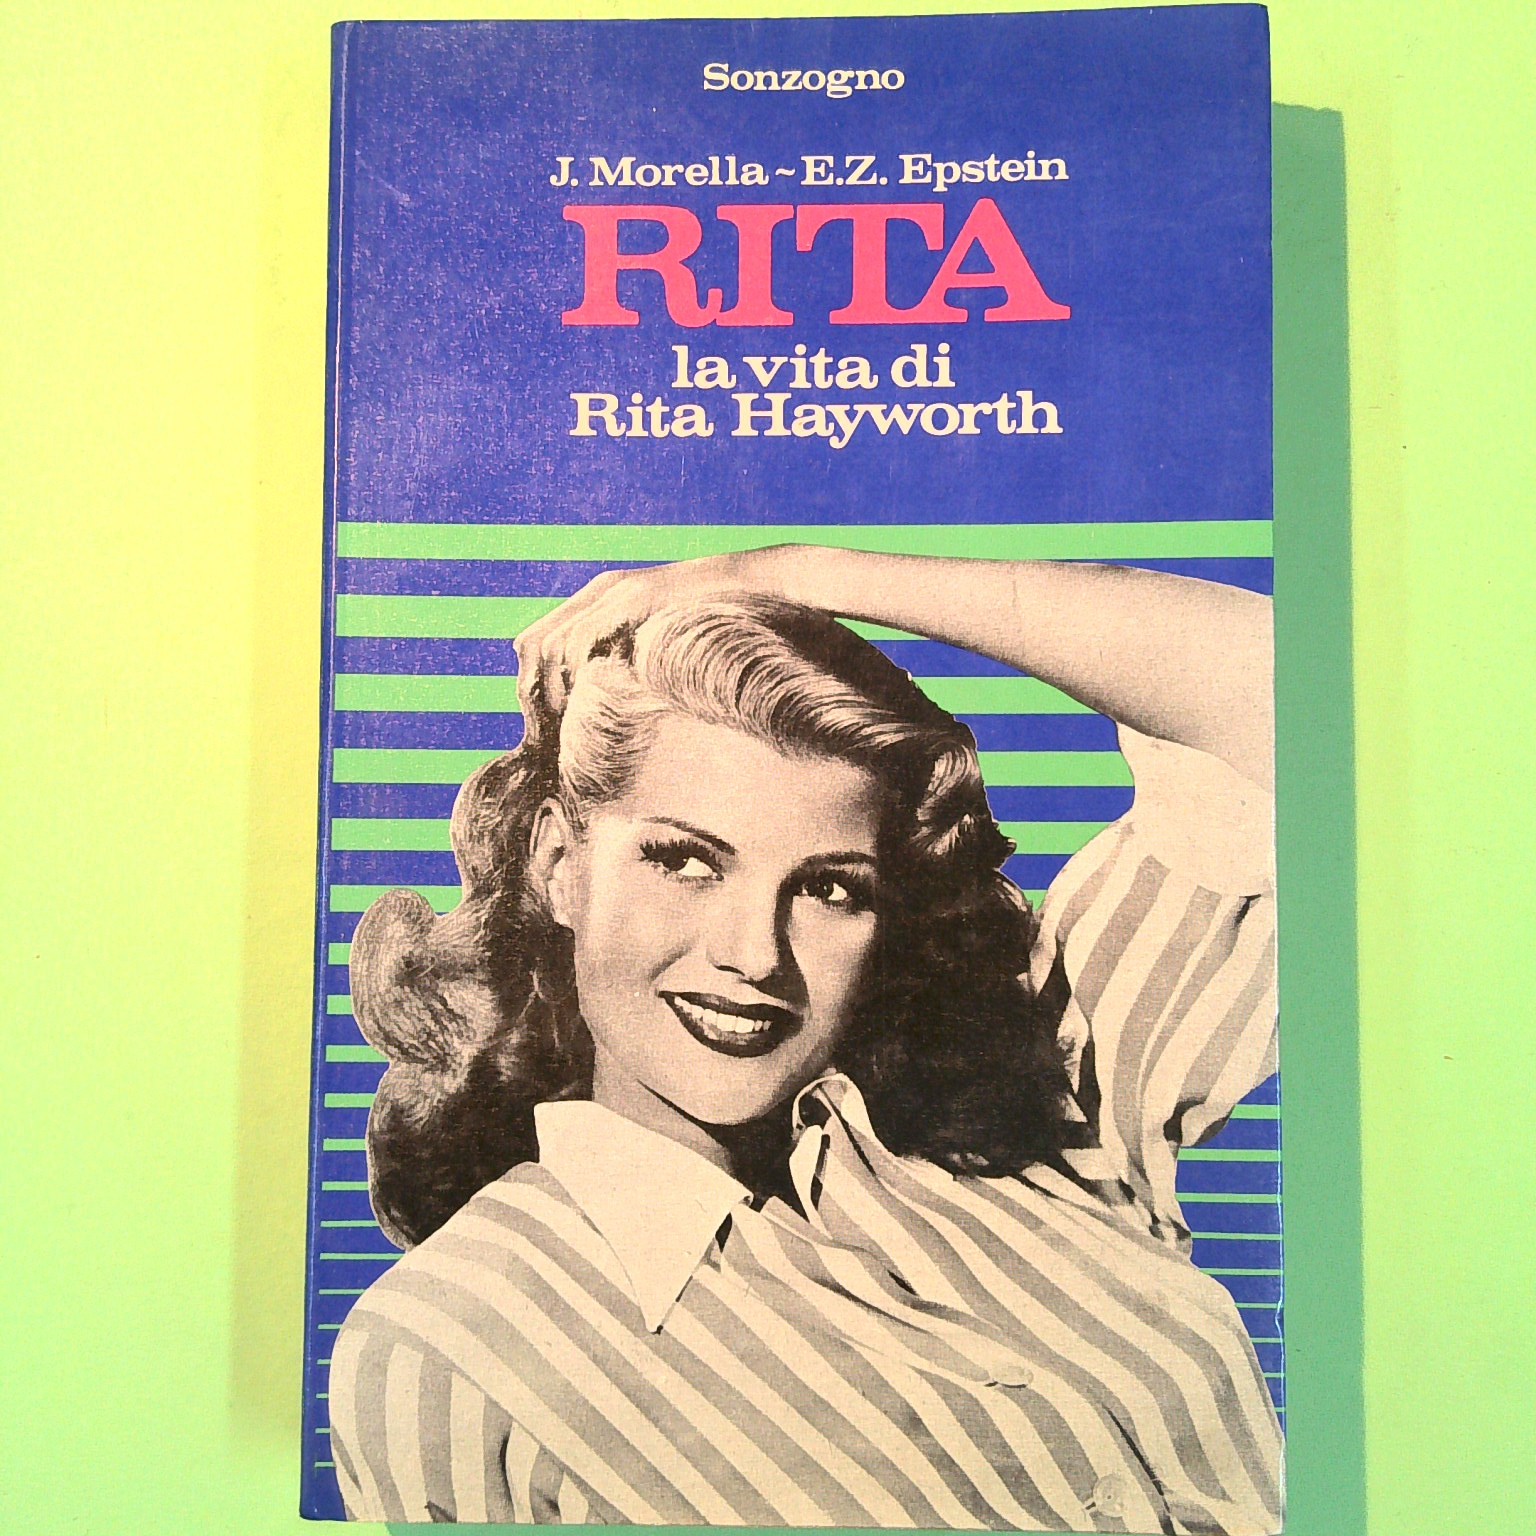 Sonzogno
J. Morella ~ E.Z. Epstein
RITA
la vita di
Rita Hayworth